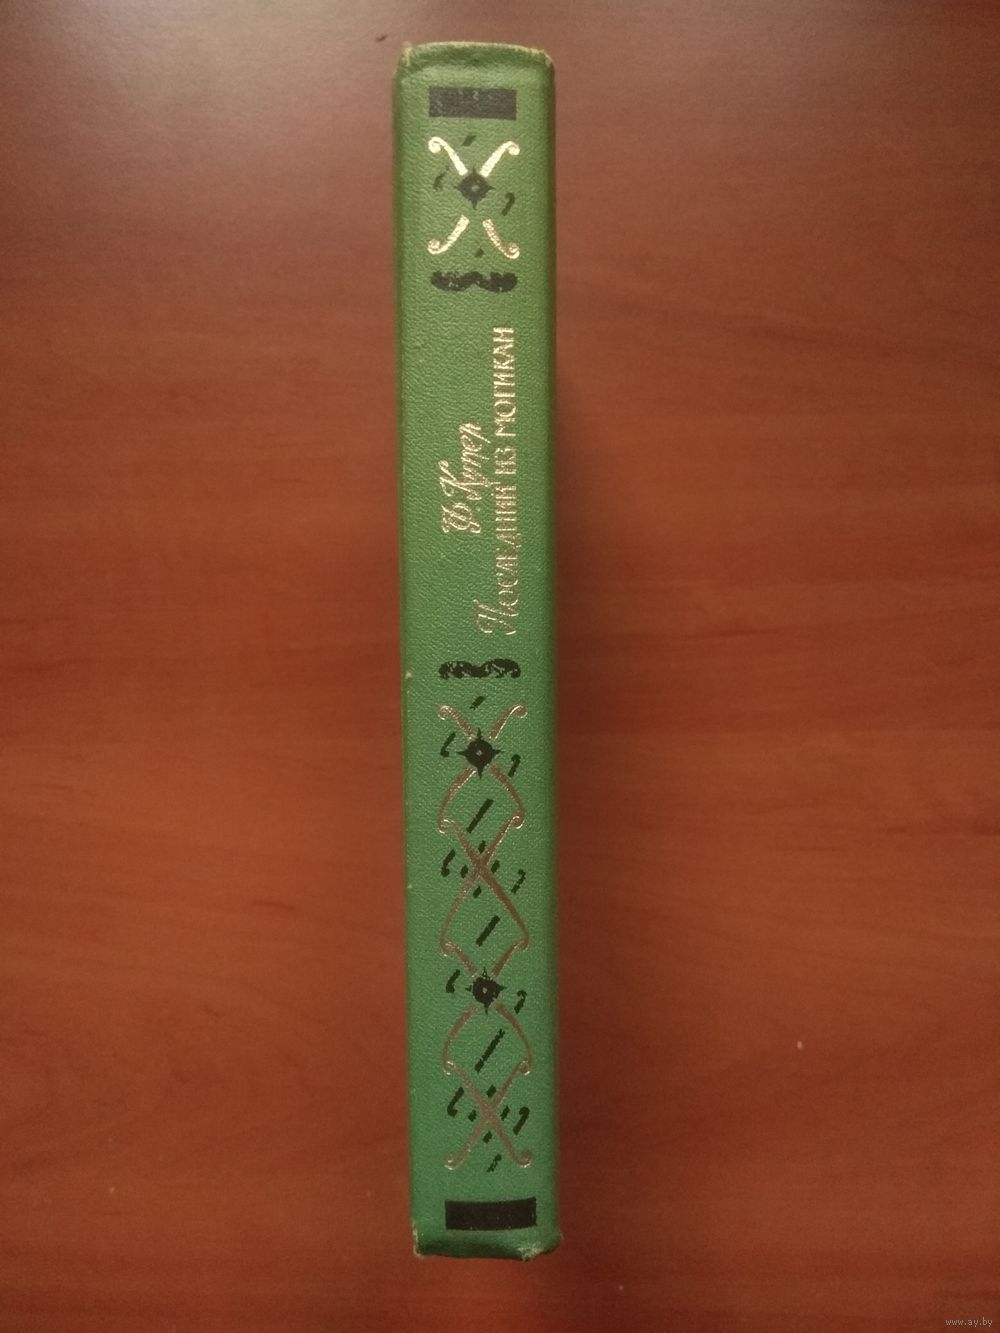 Ф. Купер
Последний из могикан
www.ay.by